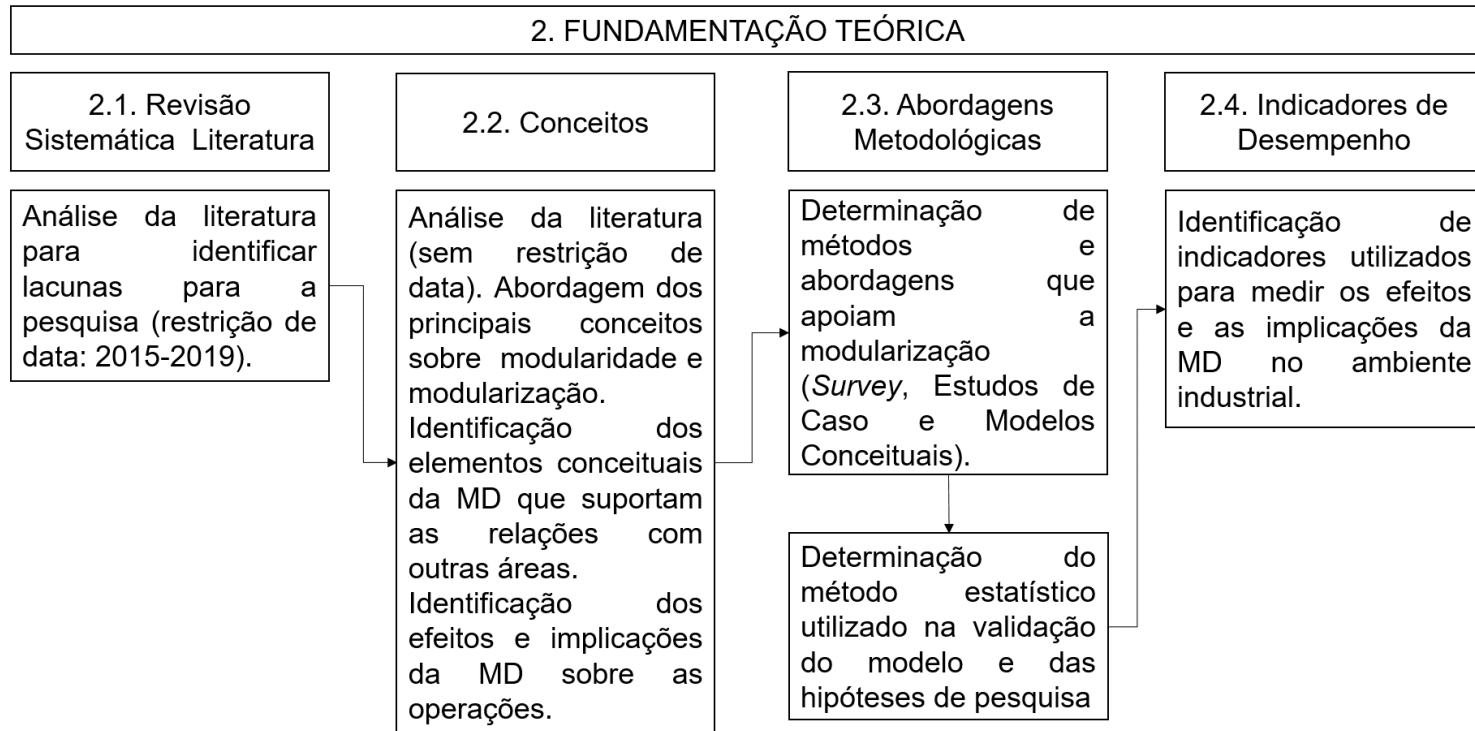 2. FUNDAMENTAÇÃO TEÓRICA
2.1. Revisão
Sistemática Literatura
Análise da literatura
para identificar
lacunas para a
pesquisa (restrição de
data: 2015-2019).
2.2. Conceitos
Análise da literatura
(sem restrição de
data). Abordagem dos
principais conceitos
sobre modularidade e
modularização.
Identificação dos
elementos conceituais
da MD que suportam
as relações com
outras áreas.
Identificação dos
efeitos e implicações
da MD sobre as
operações.
2.3. Abordagens
Metodológicas
Determinação de
métodos e
abordagens que
apoiam a
modularização
(Survey, Estudos de
Caso e Modelos
Conceituais).
Determinação do
método estatístico
utilizado na validação
do modelo e das
hipóteses de pesquisa
2.4. Indicadores de
Desempenho
Identificação de
indicadores utilizados
para medir os efeitos
e as implicações da
MD no ambiente
industrial.